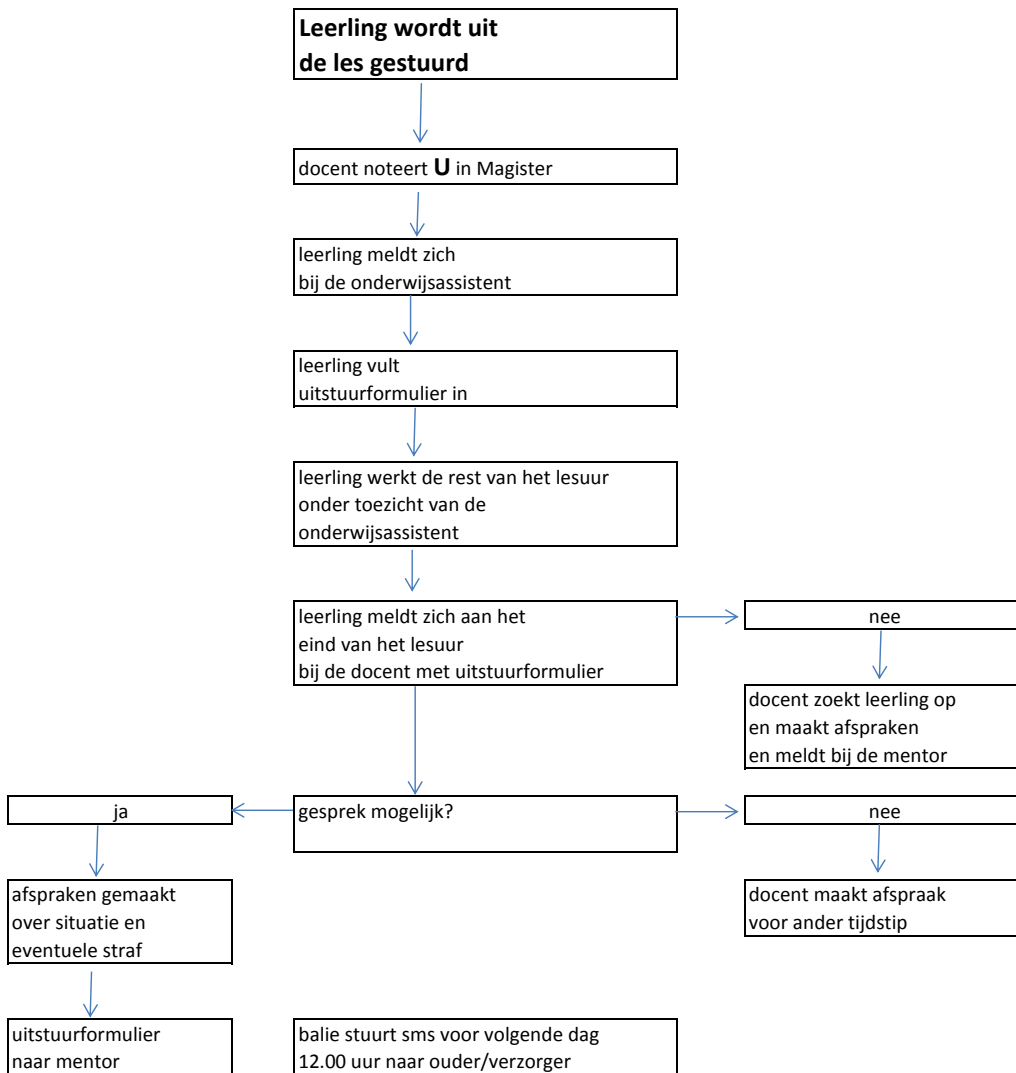 Leerling wordt uit
de les gestuurd
docent noteert U in Magister
leerling meldt zich
bij de onderwijsassistent
leerling vult
uitstuurformulier in
leerling werkt de rest van het lesuur
onder toezicht van de
onderwijsassistent
leerling meldt zich aan het
eind van het lesuur
bij de docent met uitstuurformulier
nee
docent zoekt leerling op
en maakt afspraken
en meldt bij de mentor
ja
gesprek mogelijk?
nee
afspraken gemaakt
over situatie en
eventuele straf
docent maakt afspraak
voor ander tijdstip
uitstuurformulier
naar mentor
balie stuurt sms voor volgende dag
12.00 uur naar ouder/verzorger